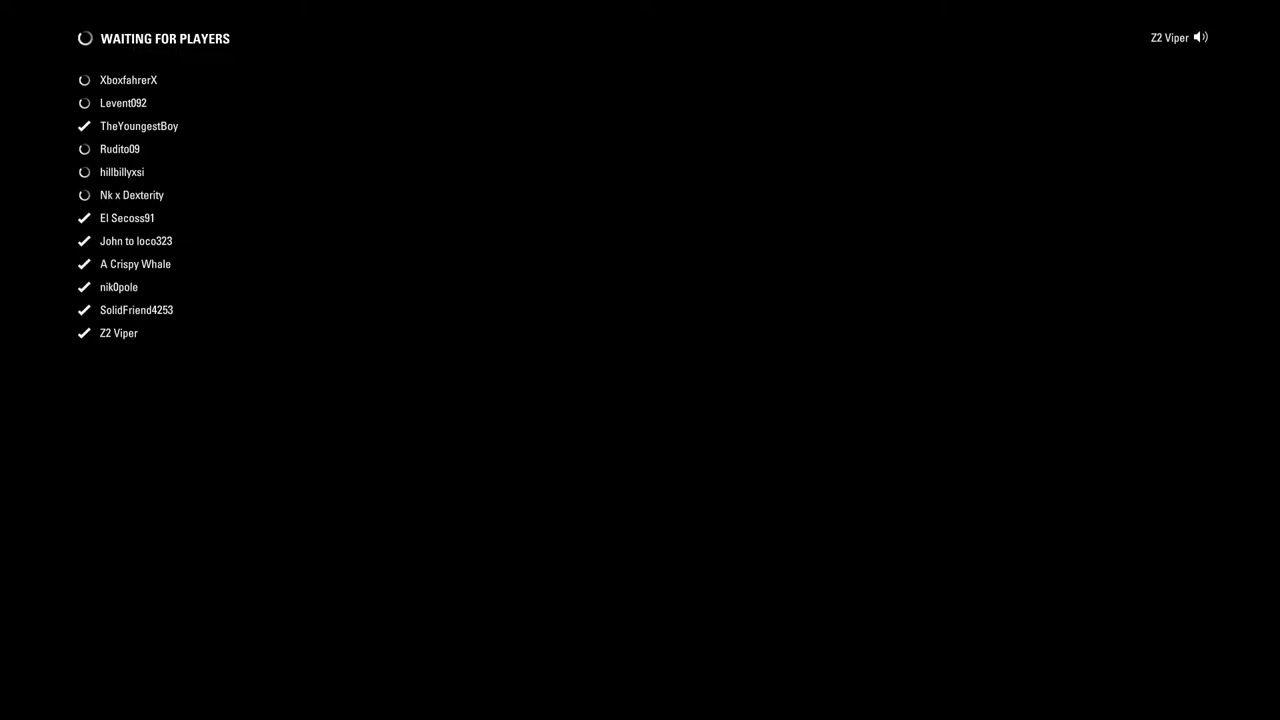 WAITING FOR PLAYERS
Z2 Viper
XboxfahrerX
Levent092
TheYoungestBoy
Rudito09
hillbillyxsi
Nk x Dexterity
El Secoss91
John to loco323
A Crispy Whale
nik0pole
SolidFriend4253
Z2 Viper